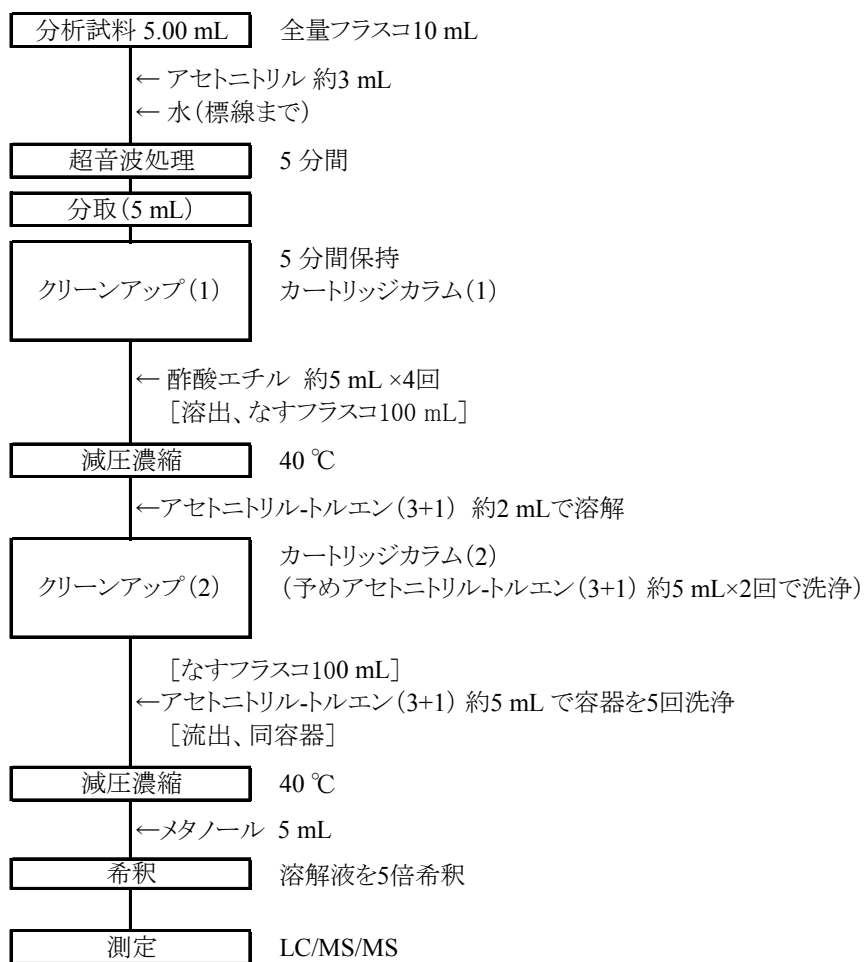 分析試料 5.00 mL 全量フラスコ10 mL
← アセトニトリル 約3 mL
← 水(標線まで)
超音波処理 5 分間
分取(5 mL)
5 分間保持
クリーンアップ(1) カートリッジカラム(1)
← 酢酸エチル 約5 mL ×4回
[溶出、なすフラスコ100 mL]
減圧濃縮 40 ℃
←アセトニトリル-トルエン(3+1) 約2 mLで溶解
カートリッジカラム(2)
クリーンアップ(2) (予めアセトニトリル-トルエン(3+1) 約5 mL×2回で洗浄)
[なすフラスコ100 mL]
←アセトニトリル-トルエン(3+1) 約5 mL で容器を5回洗浄
[流出、同容器]
減圧濃縮 40 ℃
←メタノール 5 mL
希釈 溶解液を5倍希釈
測定 LC/MS/MS